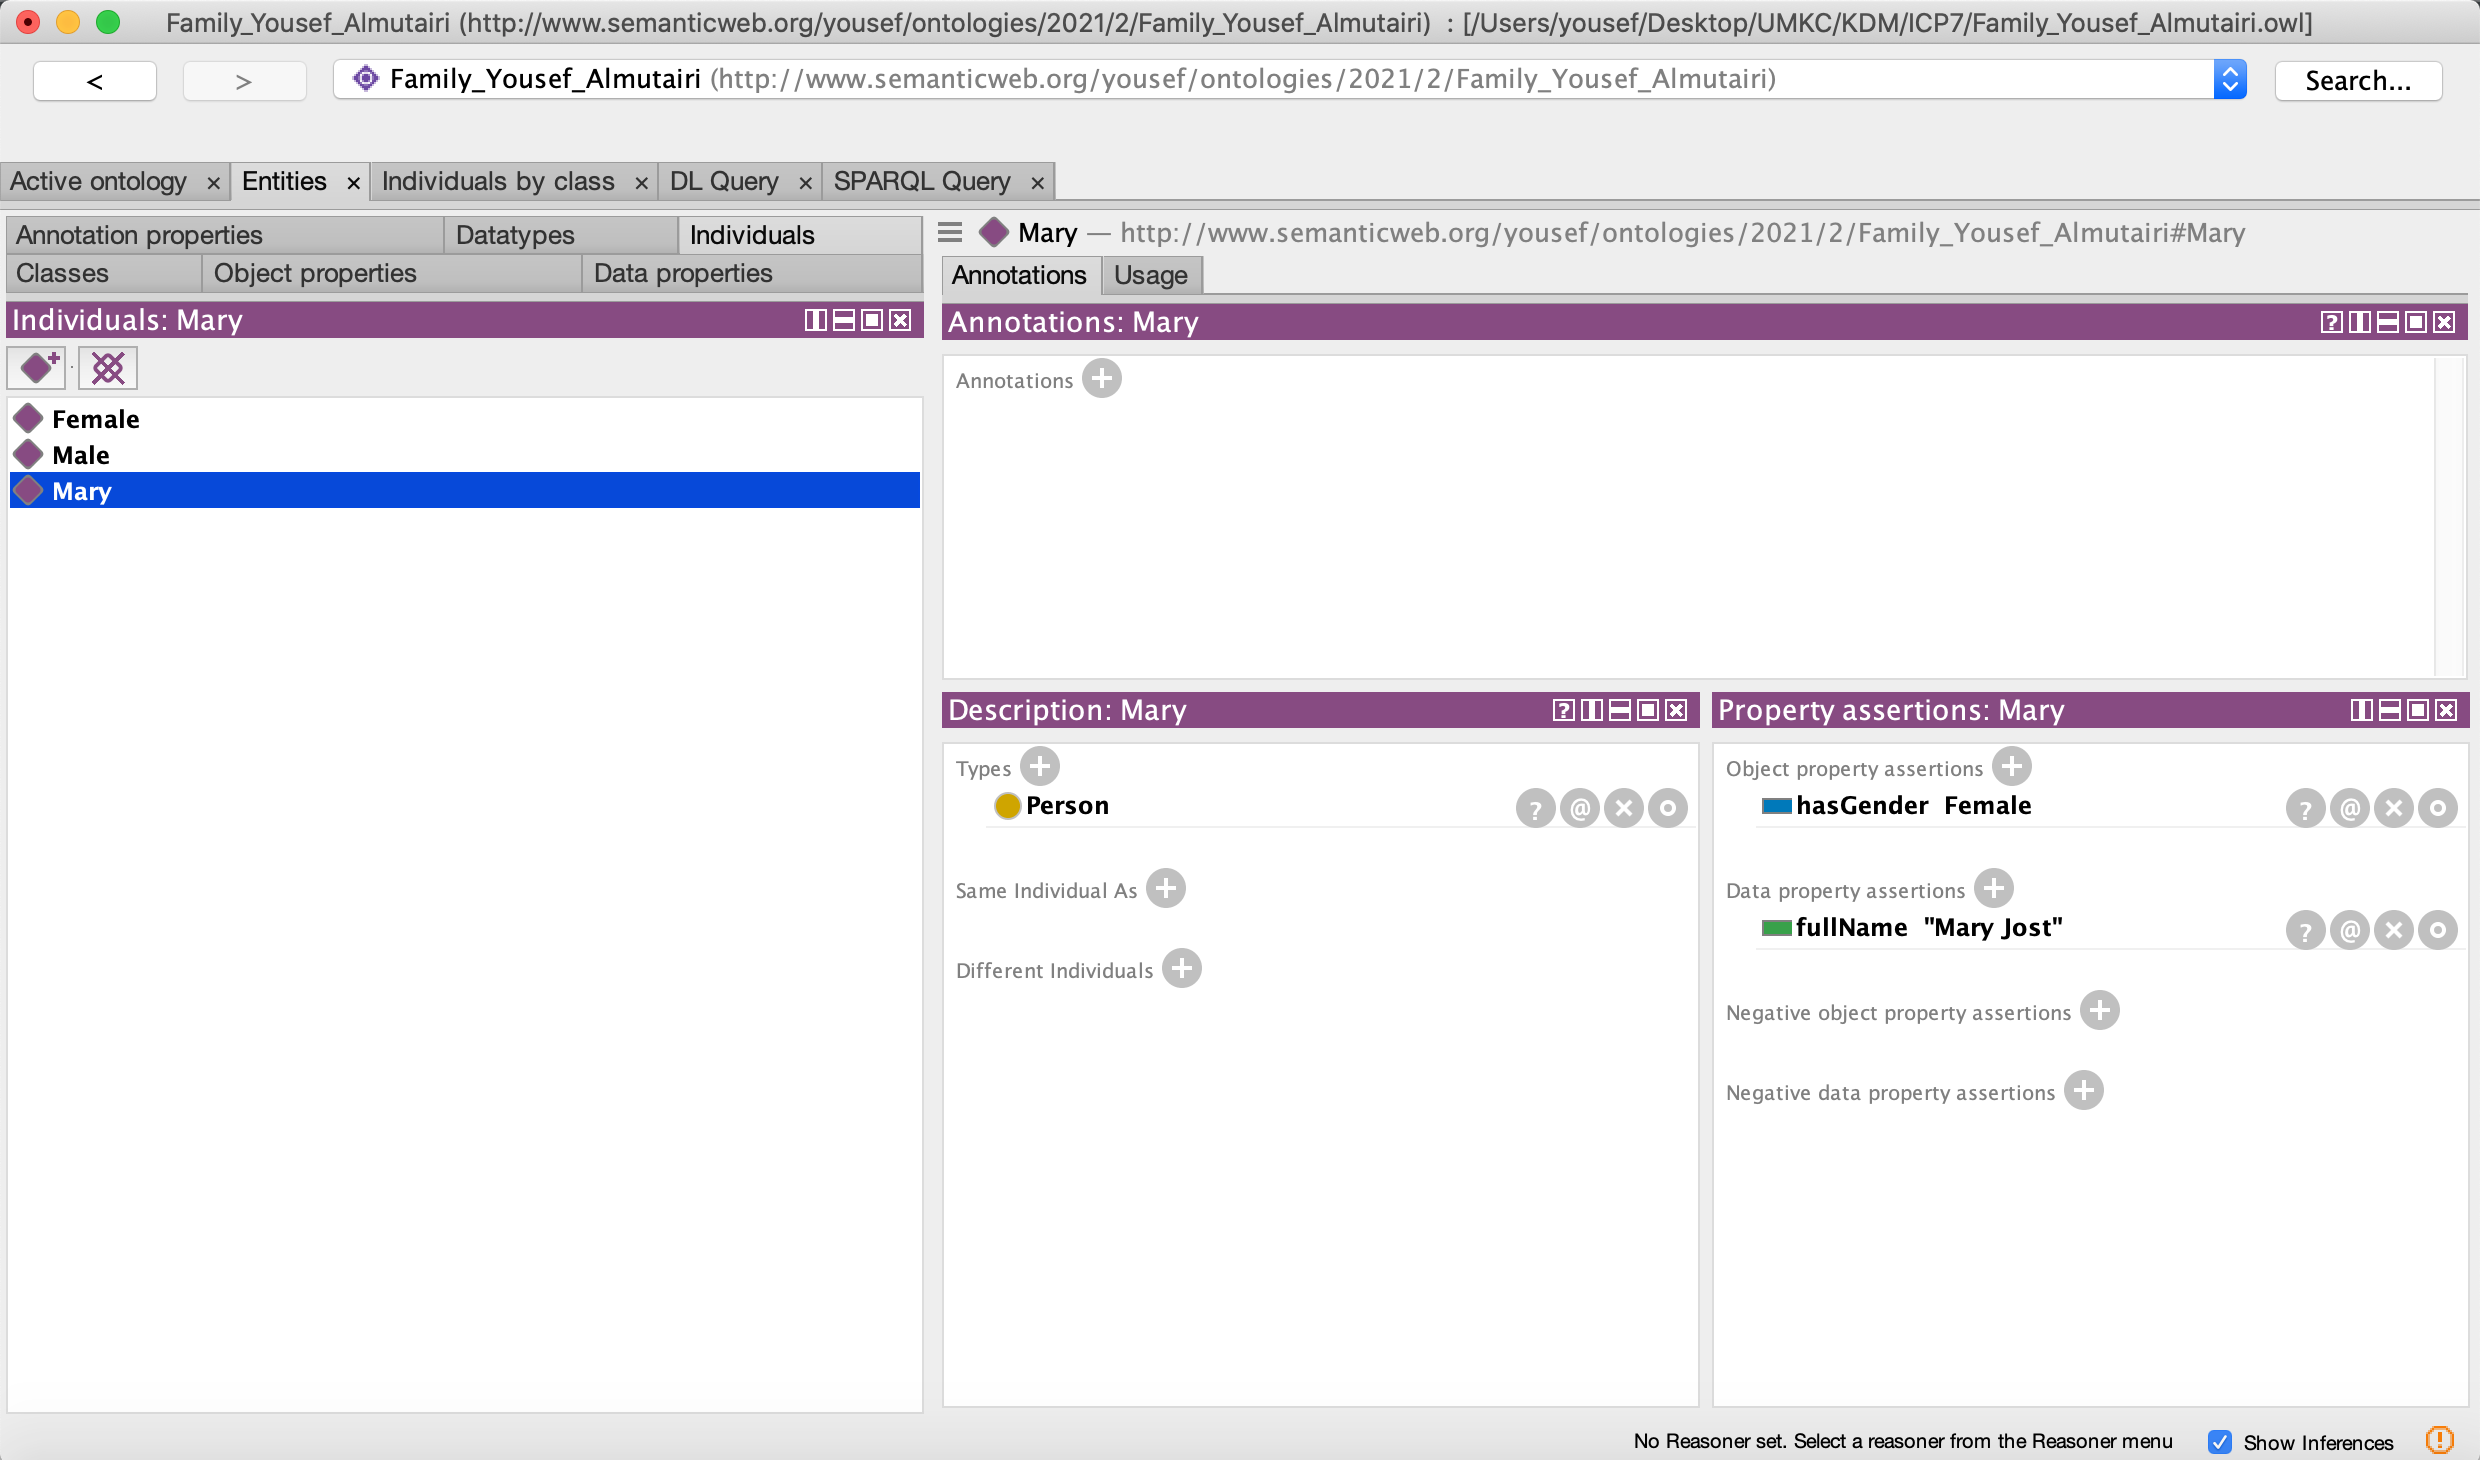 Family_Yousef_Almutairi (http://www.semanticweb.org/yousef/ontologies/2021/2/Family_Yousef_Almutairi) : [/Users/yousef/Desktop/UMKC/KDM/ICP7/Family_Yousef_Almutairi.owl]
< > Family_Yousef_Almutairi (http://www.semanticweb.org/yousef/ontologies/2021/2/Family_Yousef_Almutairi) Search...
Active ontology × Entities × Individuals by class × DL Query × SPARQL Query ×
Annotation properties Datatypes Individuals
Classes Object properties Data properties
Individuals: Mary
Female
Male
Mary
Mary — http://www.semanticweb.org/yousef/ontologies/2021/2/Family_Yousef_Almutairi#Mary
Annotations Usage
Annotations: Mary
Annotations
Description: Mary
Types
Person
Same Individual As
Different Individuals
Property assertions: Mary
Object property assertions
hasGender Female
Data property assertions
fullName "Mary Jost"
Negative object property assertions
Negative data property assertions
No Reasoner set. Select a reasoner from the Reasoner menu Show Inferences